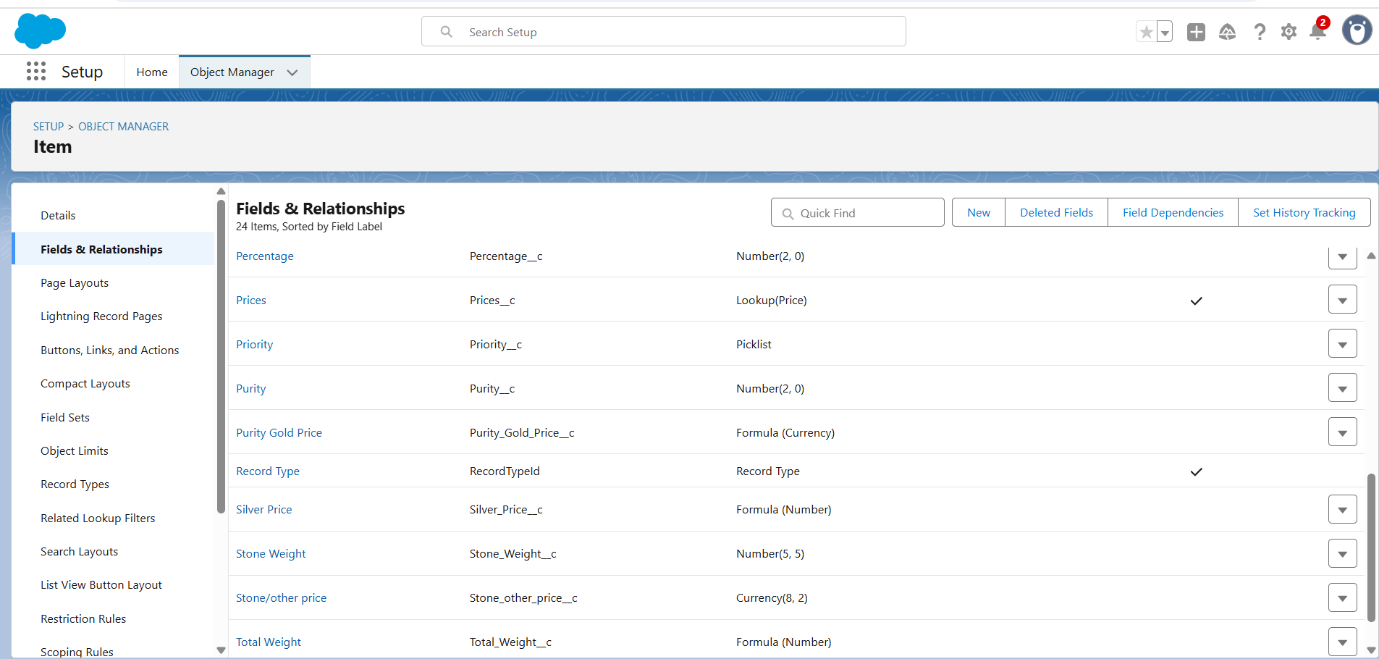 Search Setup
2
Setup
Home
Object Manager
SETUP > OBJECT MANAGER
Item
Details
Fields & Relationships
Page Layouts
Lightning Record Pages
Buttons, Links, and Actions
Compact Layouts
Field Sets
Object Limits
Record Types
Related Lookup Filters
Search Layouts
List View Button Layout
Restriction Rules
Scoping Rules
Fields & Relationships
24 Items, Sorted by Field Label
Quick Find
New
Deleted Fields
Field Dependencies
Set History Tracking
Percentage Percentage__c Number(2, 0)
Prices Prices__c Lookup(Price)
Priority Priority__c Picklist
Purity Purity__c Number(2, 0)
Purity Gold Price Purity_Gold_Price__c Formula (Currency)
Record Type RecordTypeId Record Type
Silver Price Silver_Price__c Formula (Number)
Stone Weight Stone_Weight__c Number(5, 5)
Stone/other price Stone_other_price__c Currency(8, 2)
Total Weight Total_Weight__c Formula (Number)